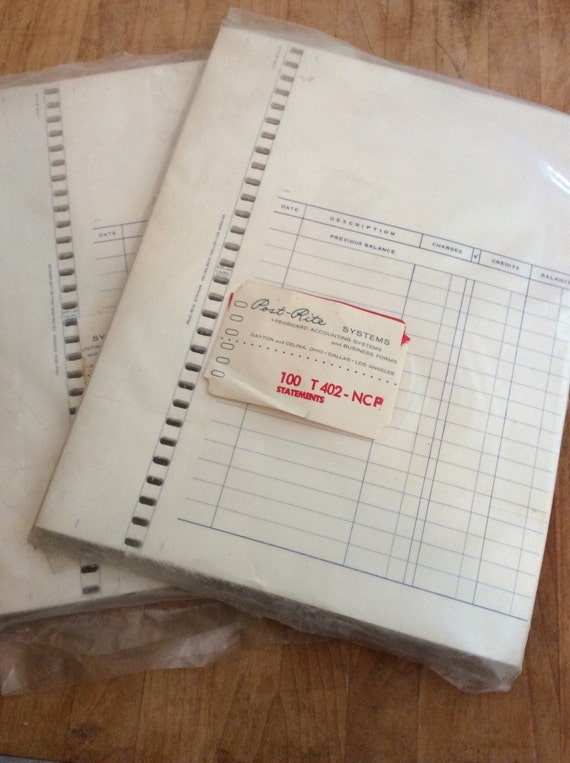 DATE DESCRIPTION CHARGES √ CREDITS BALANCE
PREVIOUS BALANCE
Post-Rite SYSTEMS
PEGBOARD ACCOUNTING SYSTEMS
and BUSINESS FORMS
DAYTON and CELINA, OHIO • DALLAS • LOS ANGELES
100 T 402-NCR
STATEMENTS
DATE